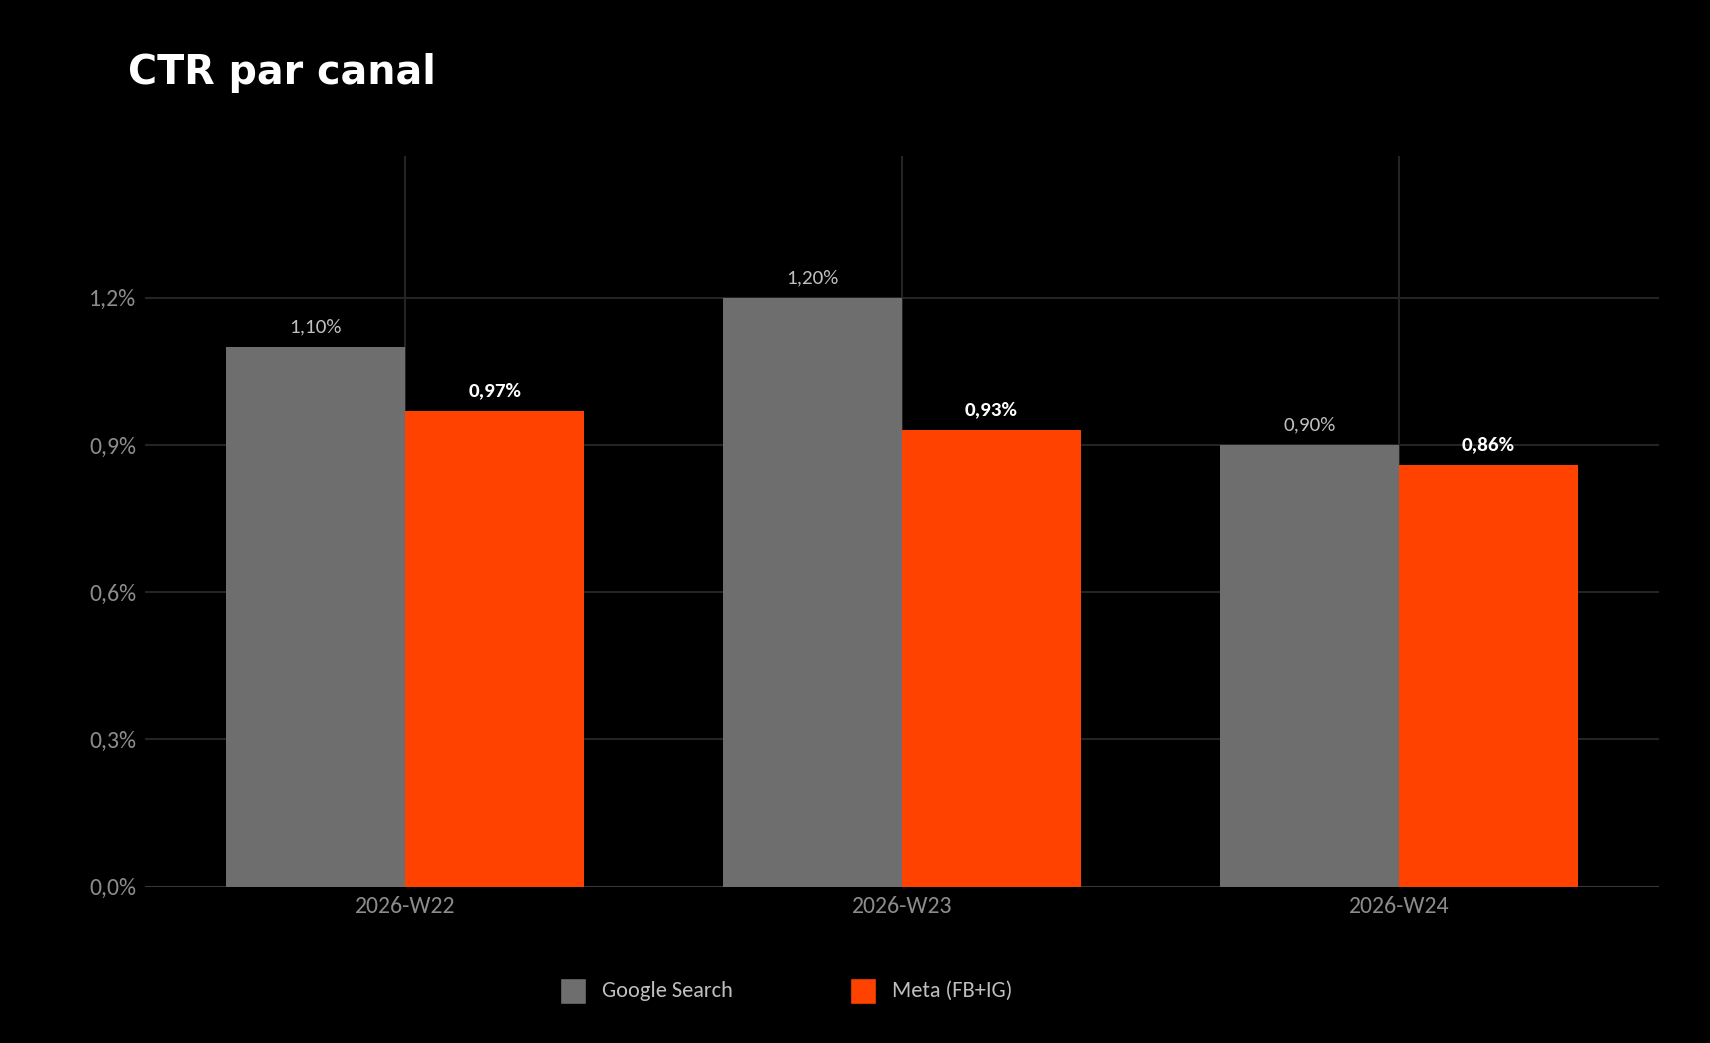 CTR par canal
1,2%
0,9%
0,6%
0,3%
0,0%
1,10%
0,97%
1,20%
0,93%
0,90%
0,86%
2026-W22
2026-W23
2026-W24
Google Search
Meta (FB+IG)